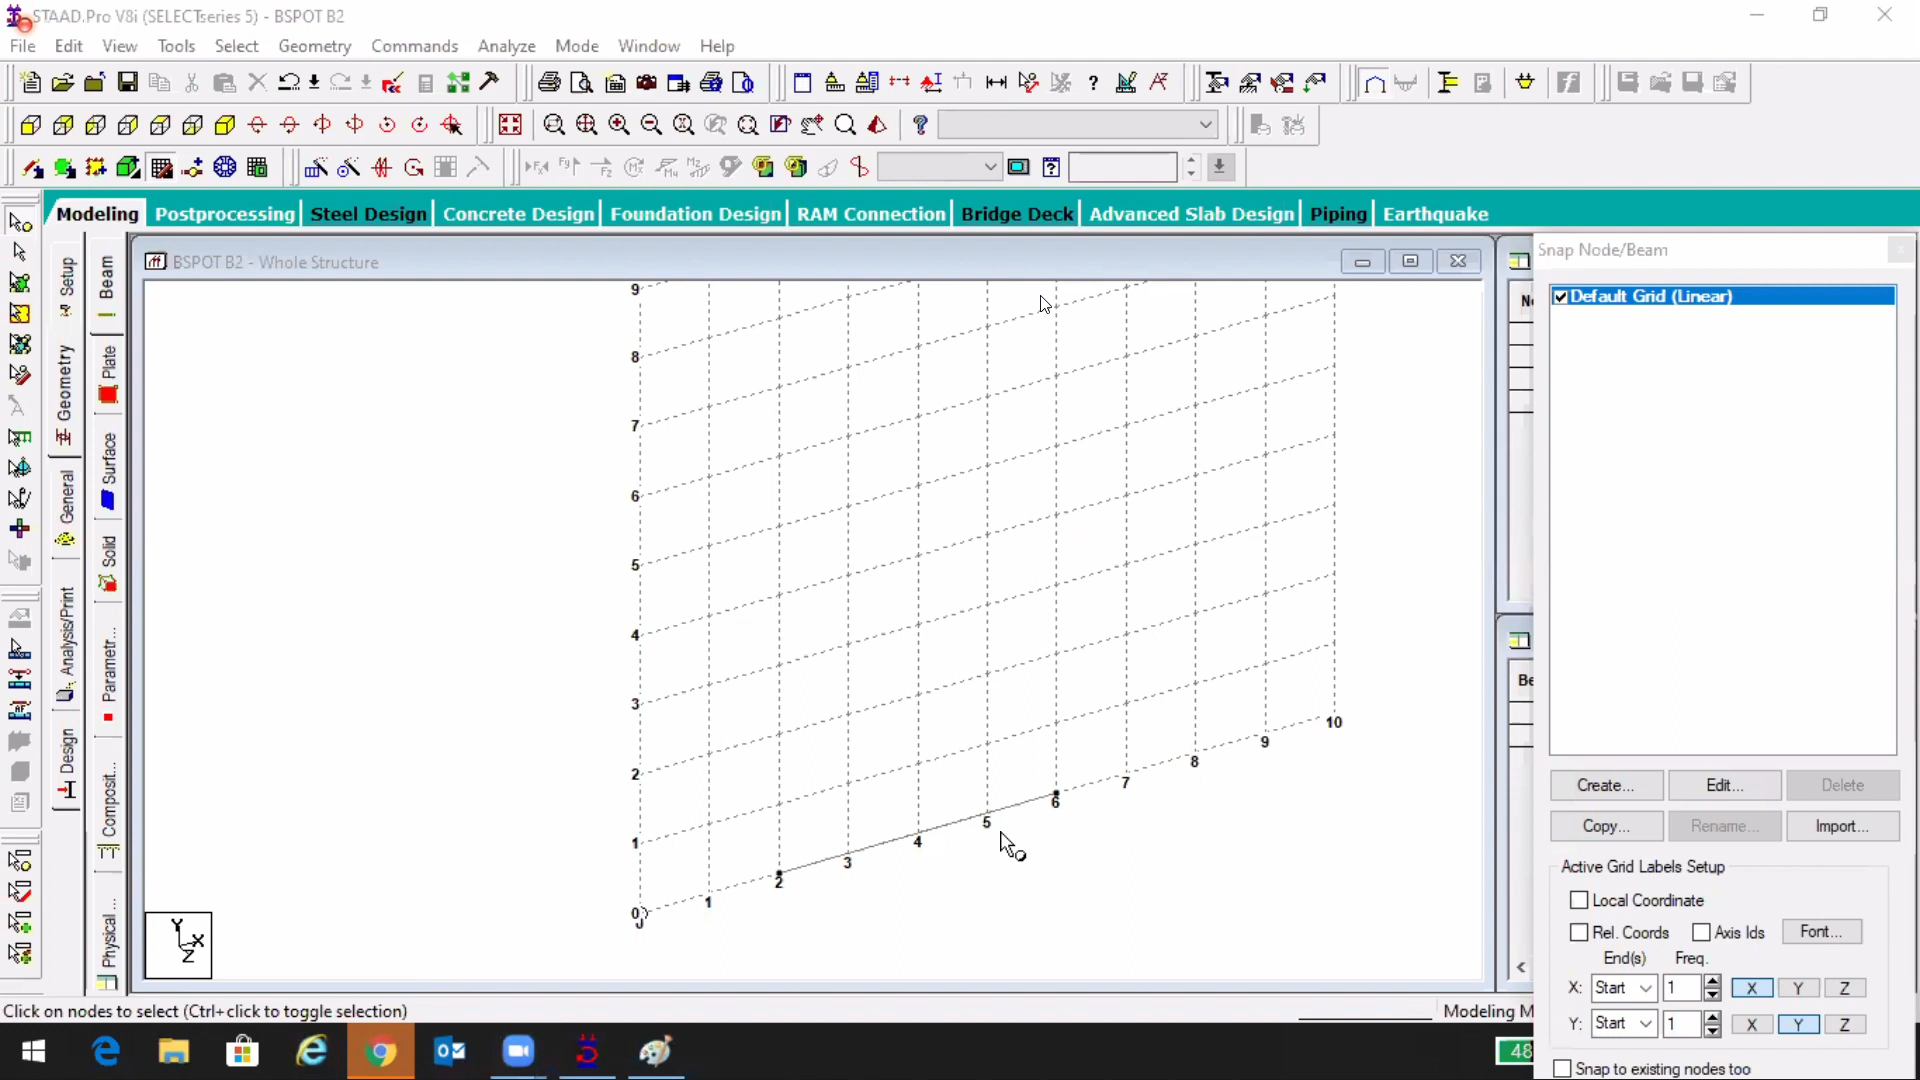 STAAD.Pro V8i (SELECTseries 5) - BSPOT B2
File Edit View Tools Select Geometry Commands Analyze Mode Window Help
Modeling Postprocessing Steel Design Concrete Design Foundation Design RAM Connection Bridge Deck Advanced Slab Design Piping Earthquake
Setup
Geometry
General
Analysis/Print
Design
Beam
Plate
Surface
Solid
Parametr...
Composit...
Physical ...
BSPOT B2 - Whole Structure
9
8
7
6
5
4
3
2
1
0
1
2
3
4
5
6
7
8
9
10
Y
X
Z
Be
Snap Node/Beam
Default Grid (Linear)
Create... Edit... Delete
Copy... Rename... Import...
Active Grid Labels Setup
Local Coordinate
Rel. Coords Axis Ids Font...
End(s) Freq.
X: Start 1 X Y Z
Y: Start 1 X Y Z
Snap to existing nodes too
Click on nodes to select (Ctrl+click to toggle selection)
Modeling M
48